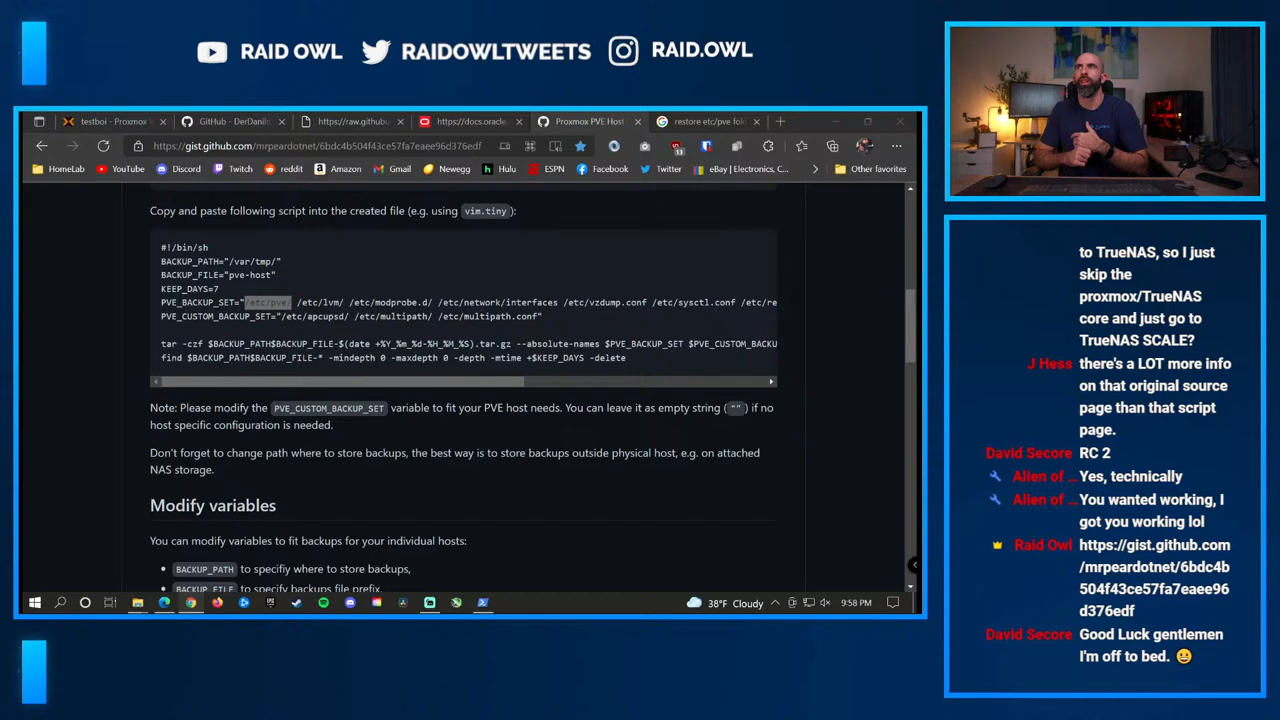 RAID OWL
RAIDOWLTWEETS
RAID.OWL
testboi - Proxmox V
GitHub - DerDanilo
https://raw.githubu
https://docs.oracle
Proxmox PVE Host
restore etc/pve fol
https://gist.github.com/mrpeardotnet/6bdc4b504f43ce57fa7eaee96d376edf
13
HomeLab
YouTube
Discord
Twitch
reddit
Amazon
Gmail
Newegg
Hulu
ESPN
Facebook
Twitter
eBay | Electronics, C...
Other favorites
Copy and paste following script into the created file (e.g. using vim.tiny):
#!/bin/sh
BACKUP_PATH="/var/tmp/"
BACKUP_FILE="pve-host"
KEEP_DAYS=7
PVE_BACKUP_SET="/etc/pve/ /etc/lvm/ /etc/modprobe.d/ /etc/network/interfaces /etc/vzdump.conf /etc/sysctl.conf /etc/re
PVE_CUSTOM_BACKUP_SET="/etc/apcupsd/ /etc/multipath/ /etc/multipath.conf"
tar -czf $BACKUP_PATH$BACKUP_FILE-$(date +%Y_%m_%d-%H_%M_%S).tar.gz --absolute-names $PVE_BACKUP_SET $PVE_CUSTOM_BACKU
find $BACKUP_PATH$BACKUP_FILE-* -mindepth 0 -maxdepth 0 -depth -mtime +$KEEP_DAYS -delete
Note: Please modify the PVE_CUSTOM_BACKUP_SET variable to fit your PVE host needs. You can leave it as empty string ("") if no
host specific configuration is needed.
Don't forget to change path where to store backups, the best way is to store backups outside physical host, e.g. on attached
NAS storage.
Modify variables
You can modify variables to fit backups for your individual hosts:
BACKUP_PATH to specifiy where to store backups,
BACKUP_FILE to specify backups file prefix,
38°F Cloudy
9:58 PM
to TrueNAS, so I just
skip the
proxmox/TrueNAS
core and just go to
TrueNAS SCALE?
J Hess there's a LOT more info
on that original source
page than that script
page.
David Secore RC 2
Alien of ... Yes, technically
Alien of ... You wanted working, I
got you working lol
Raid Owl https://gist.github.com
/mrpeardotnet/6bdc4b
504f43ce57fa7eaee96
d376edf
David Secore Good Luck gentlemen
I'm off to bed. 😀